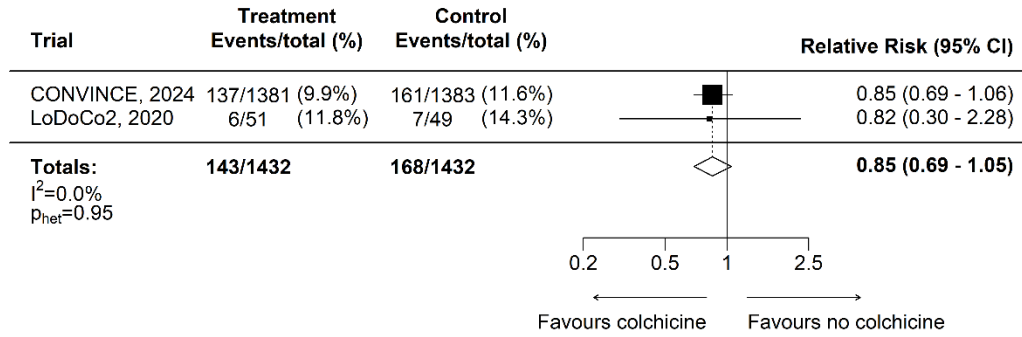 Treatment Control
Trial Events/total (%) Events/total (%) Relative Risk (95% CI)
CONVINCE, 2024 137/1381 (9.9%) 161/1383 (11.6%) 0.85 (0.69 - 1.06)
LoDoCo2, 2020 6/51 (11.8%) 7/49 (14.3%) 0.82 (0.30 - 2.28)
Totals: 143/1432 168/1432 0.85 (0.69 - 1.05)
I²=0.0%
phet=0.95
0.2 0.5 1 2.5
Favours colchicine Favours no colchicine